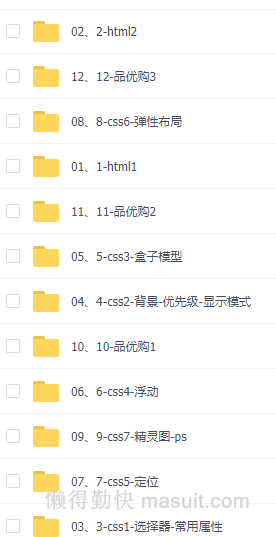 02、2-html2
12、12-品优购3
08、8-css6-弹性布局
01、1-html1
11、11-品优购2
05、5-css3-盒子模型
04、4-css2-背景-优先级-显示模式
10、10-品优购1
06、6-css4-浮动
09、9-css7-精灵图-ps
07、7-css5-定位
懒得勤快 masuit.com
03、3-css1-选择器-常用属性